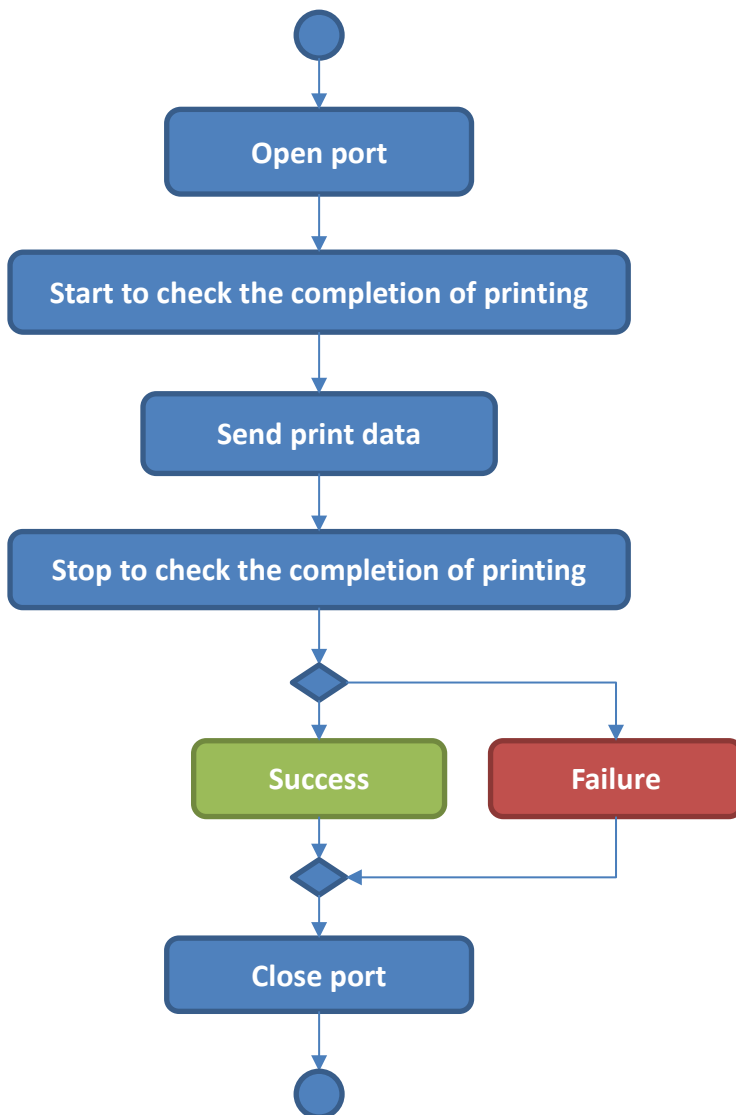 Open port
Start to check the completion of printing
Send print data
Stop to check the completion of printing
Success
Failure
Close port